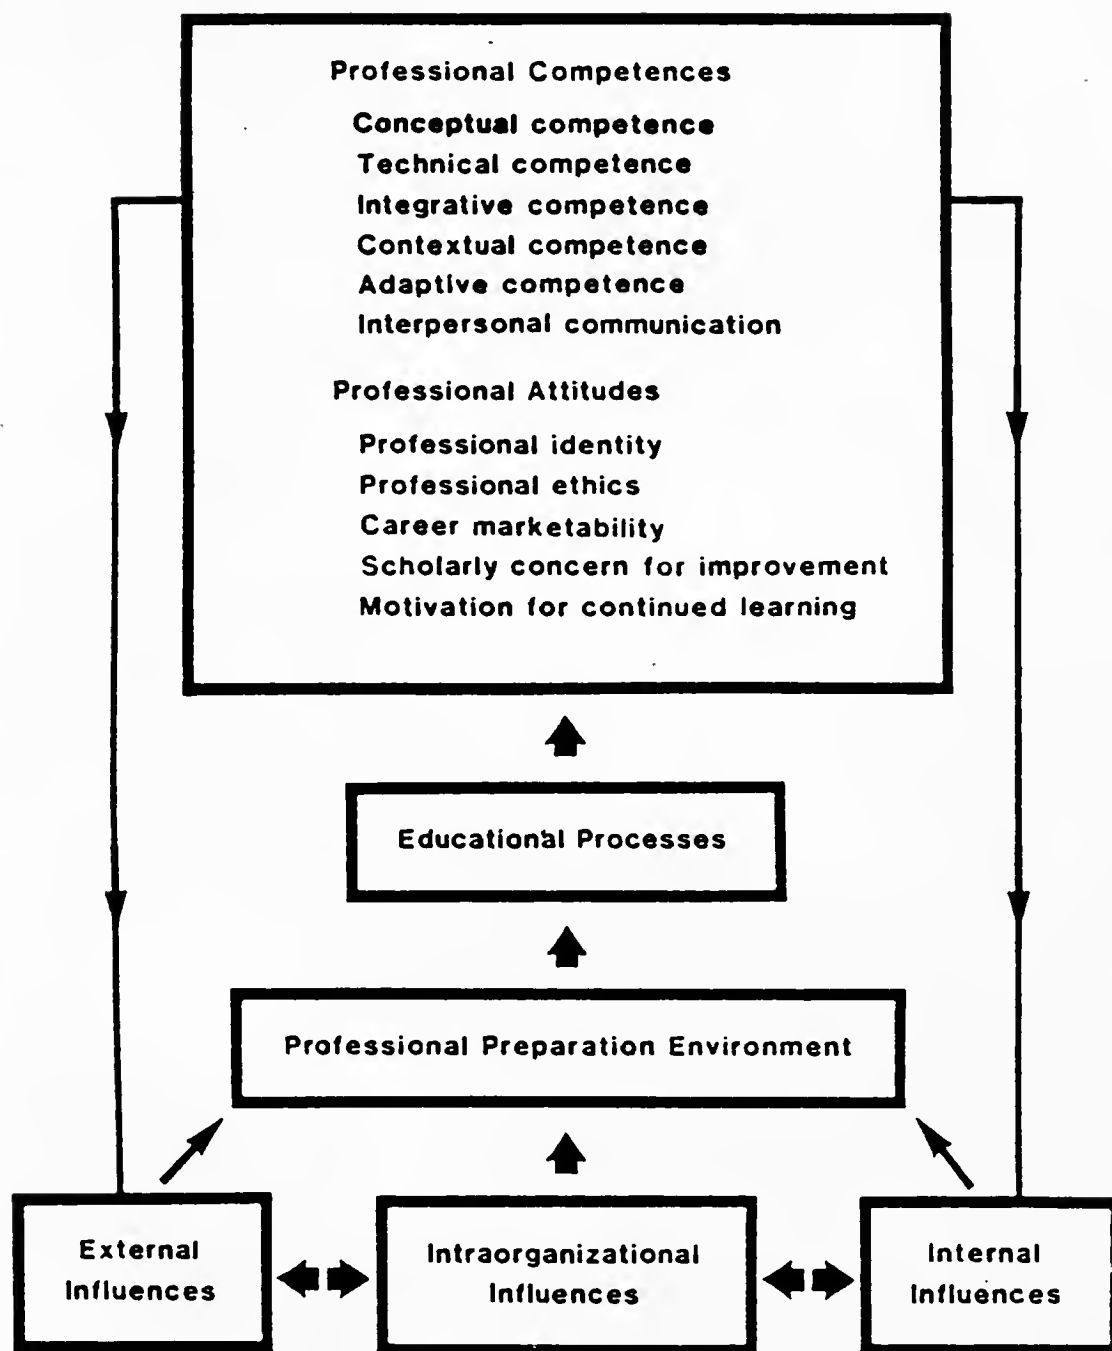 Professional Competences
Conceptual competence
Technical competence
Integrative competence
Contextual competence
Adaptive competence
Interpersonal communication
Professional Attitudes
Professional identity
Professional ethics
Career marketability
Scholarly concern for improvement
Motivation for continued learning
Educational Processes
Professional Preparation Environment
External
Influences
Intraorganizational
Influences
Internal
Influences